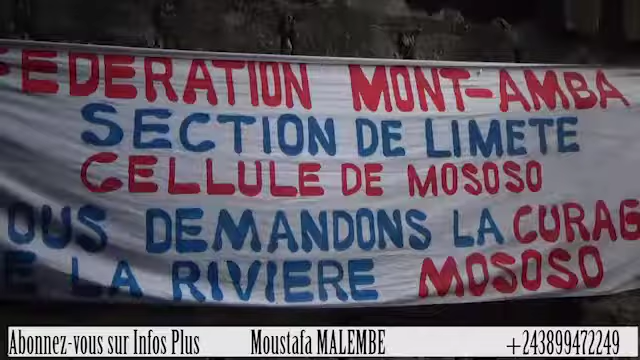 FEDERATION MONT-AMBA
SECTION DE LIMETE
CELLULE DE MOSOSO
OUS DEMANDONS LA CURAG
E LA RIVIERE MOSOSO
Abonnez-vous sur Infos Plus Moustafa MALEMBE +243899472249